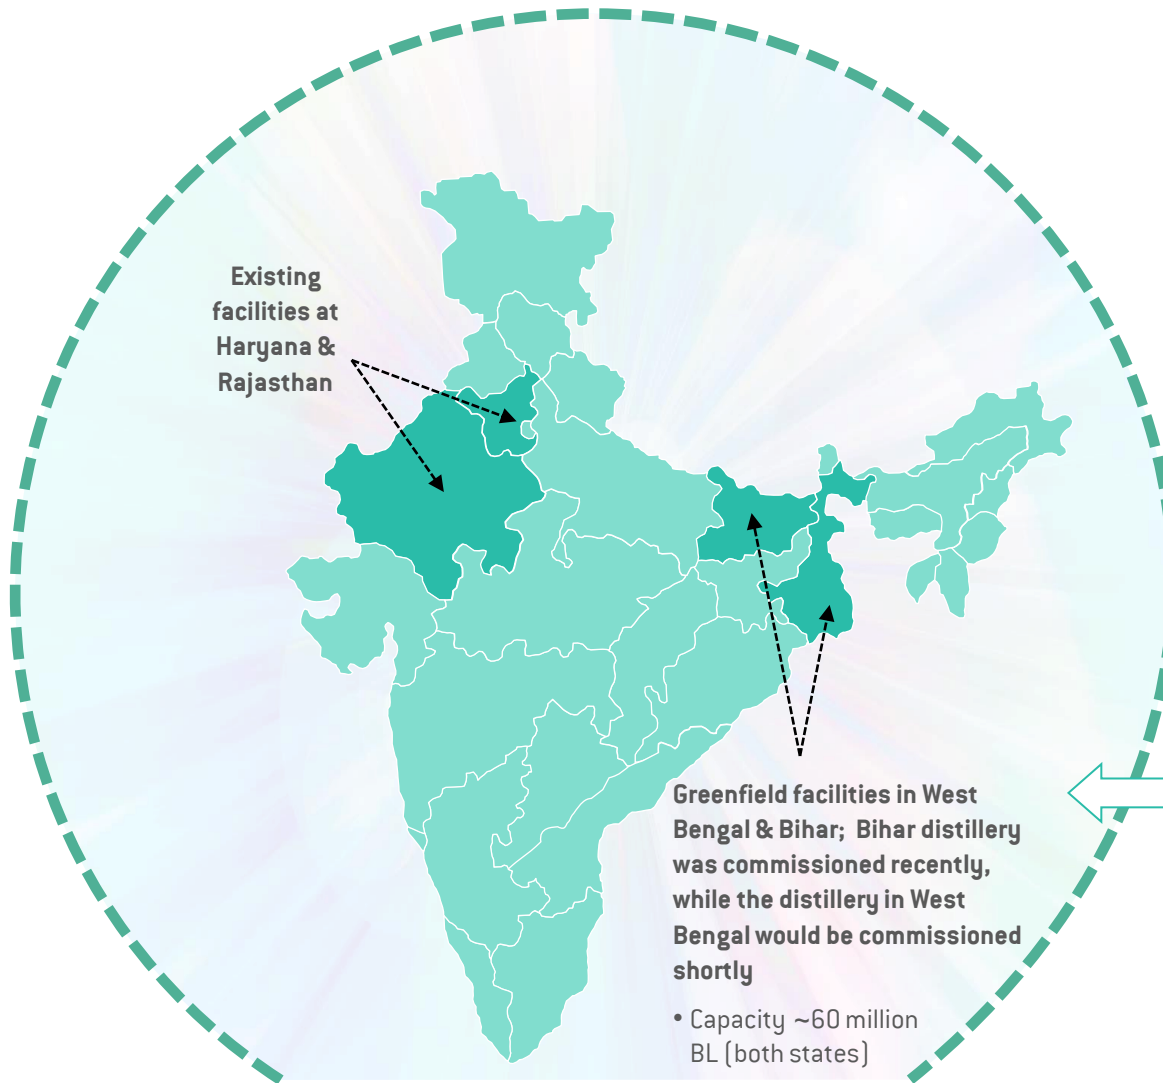 Existing
facilities at
Haryana &
Rajasthan
Greenfield facilities in West
Bengal & Bihar; Bihar distillery
was commissioned recently,
while the distillery in West
Bengal would be commissioned
shortly
• Capacity ~60 million
BL (both states)